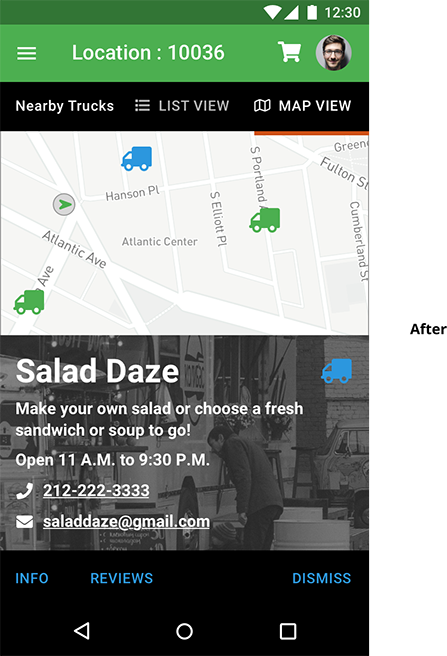 12:30
Location : 10036
Nearby Trucks LIST VIEW MAP VIEW
Greene
Fulton St
S Portland
Hanson Pl
S Elliott Pl
Cumberland St
Atlantic Center
Atlantic Ave
Ave
After
Salad Daze
Make your own salad or choose a fresh
sandwich or soup to go!
Open 11 A.M. to 9:30 P.M.
212-222-3333
saladdaze@gmail.com
INFO REVIEWS DISMISS